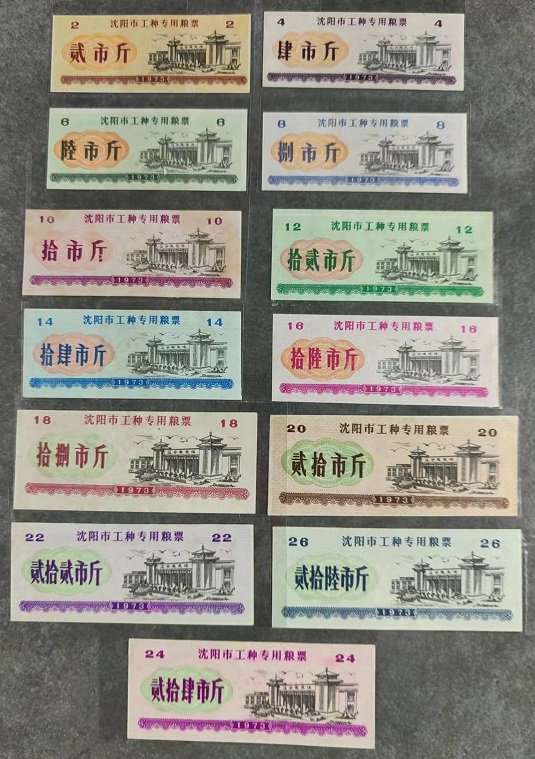 2 沈阳市工种专用粮票 2
贰市斤
1973
4 沈阳市工种专用粮票 4
肆市斤
1973
6 沈阳市工种专用粮票 6
陸市斤
1973
8 沈阳市工种专用粮票 8
捌市斤
1973
10 沈阳市工种专用粮票 10
拾市斤
1973
12 沈阳市工种专用粮票 12
拾贰市斤
1973
14 沈阳市工种专用粮票 14
拾肆市斤
1973
16 沈阳市工种专用粮票 16
拾陸市斤
1973
18 沈阳市工种专用粮票 18
拾捌市斤
1973
20 沈阳市工种专用粮票 20
贰拾市斤
1973
22 沈阳市工种专用粮票 22
贰拾贰市斤
1973
26 沈阳市工种专用粮票 26
贰拾陸市斤
1973
24 沈阳市工种专用粮票 24
贰拾肆市斤
1973